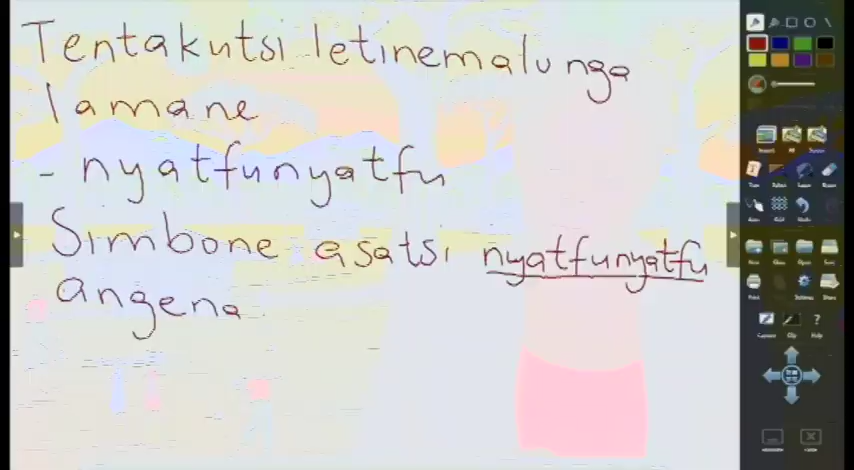 Tentakutsi letinemalunga
lamane
- nyatfunyatfu
Simbone asatsi nyatfunyatfu
angena